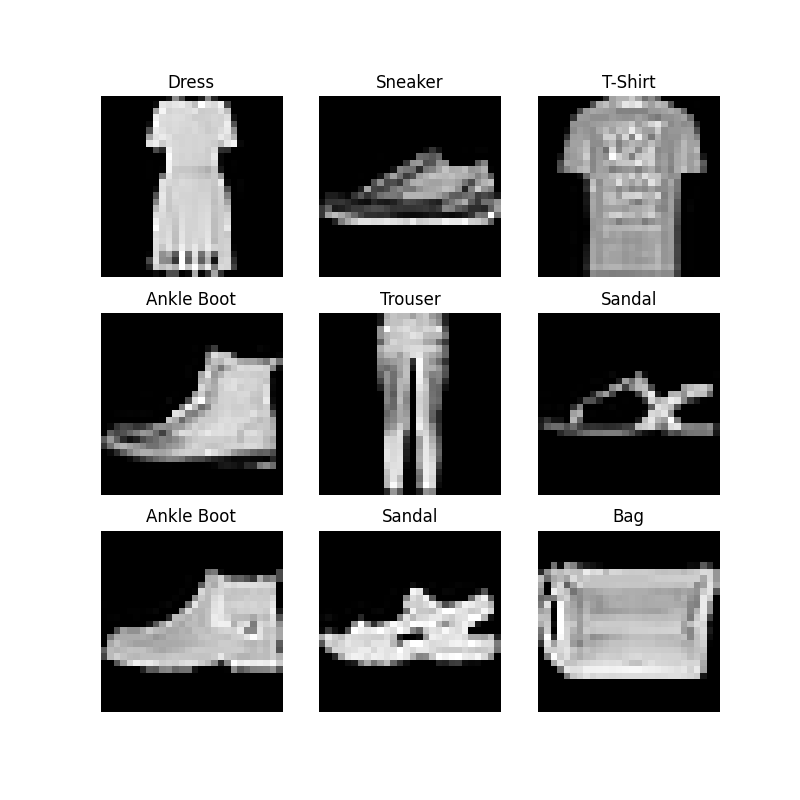 Dress
Sneaker
T-Shirt
Ankle Boot
Trouser
Sandal
Ankle Boot
Sandal
Bag